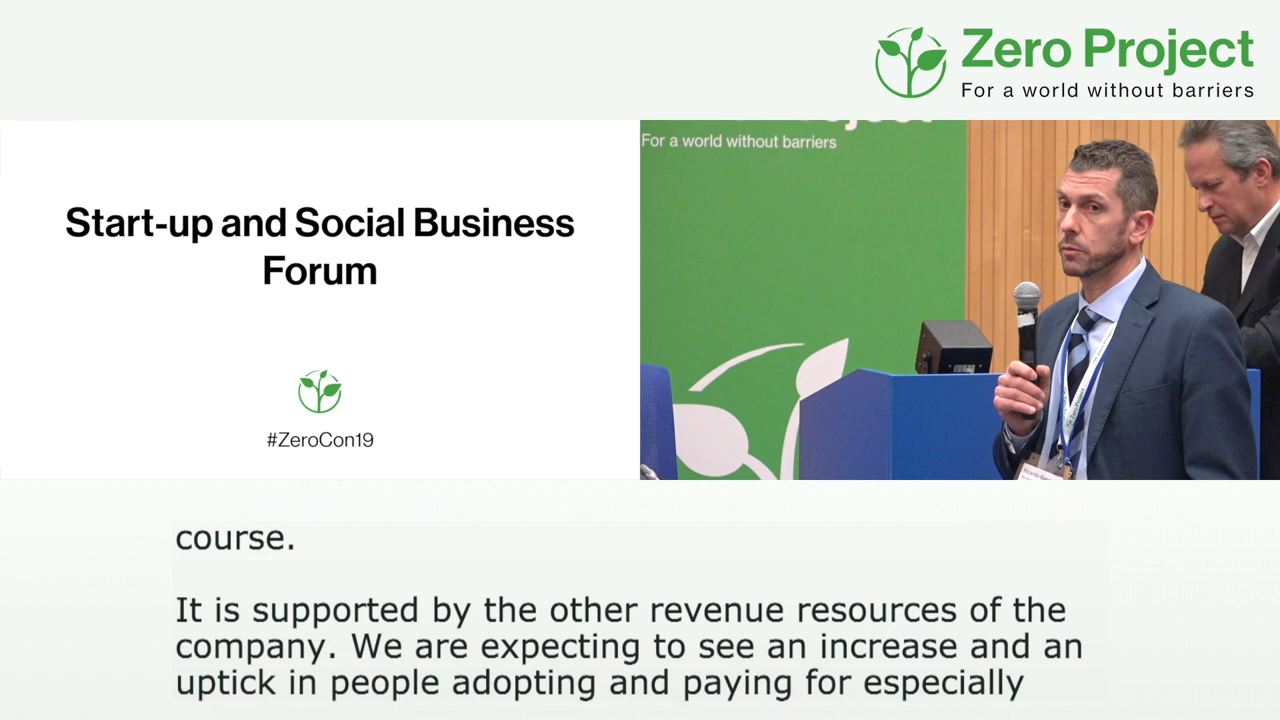 Zero Project
For a world without barriers
For a world without barriers
Start-up and Social Business
Forum
#ZeroCon19
Ricardo
course.
It is supported by the other revenue resources of the
company. We are expecting to see an increase and an
uptick in people adopting and paying for especially